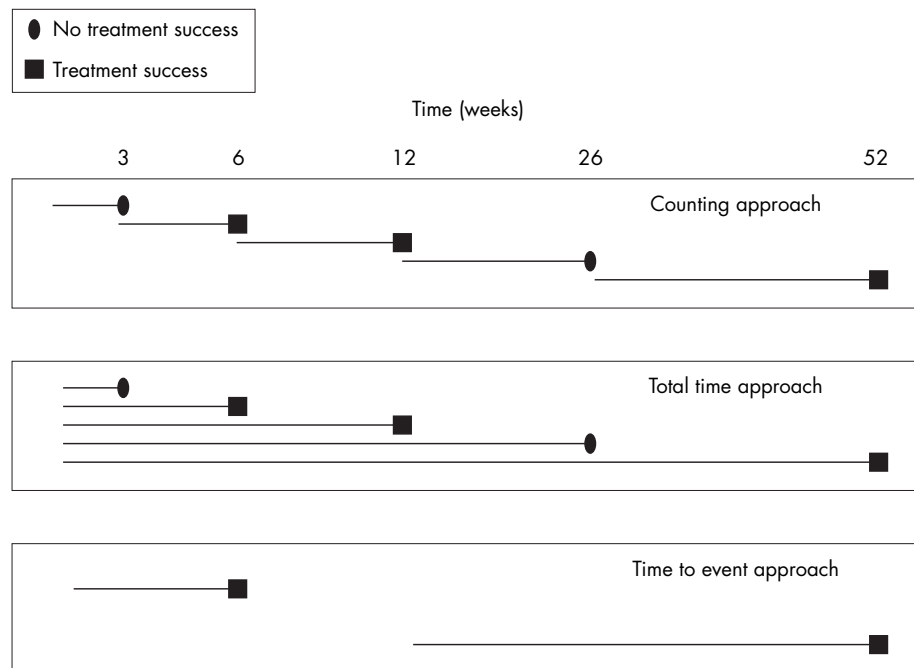 No treatment success
Treatment success
Time (weeks)
3 6 12 26 52
Counting approach
Total time approach
Time to event approach